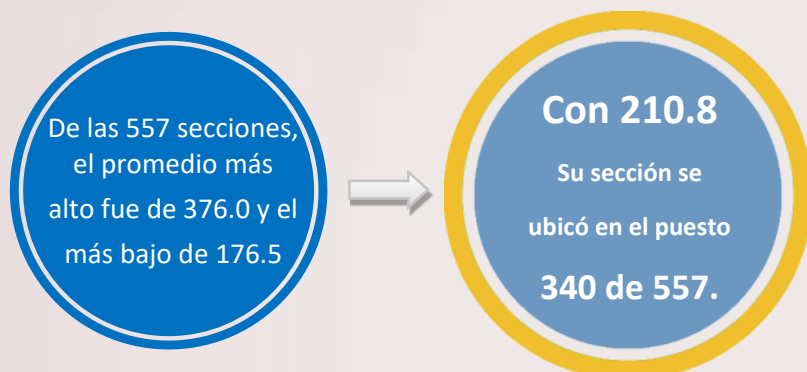 De las 557 secciones,
el promedio más
alto fue de 376.0 y el
más bajo de 176.5
Con 210.8
Su sección se
ubicó en el puesto
340 de 557.